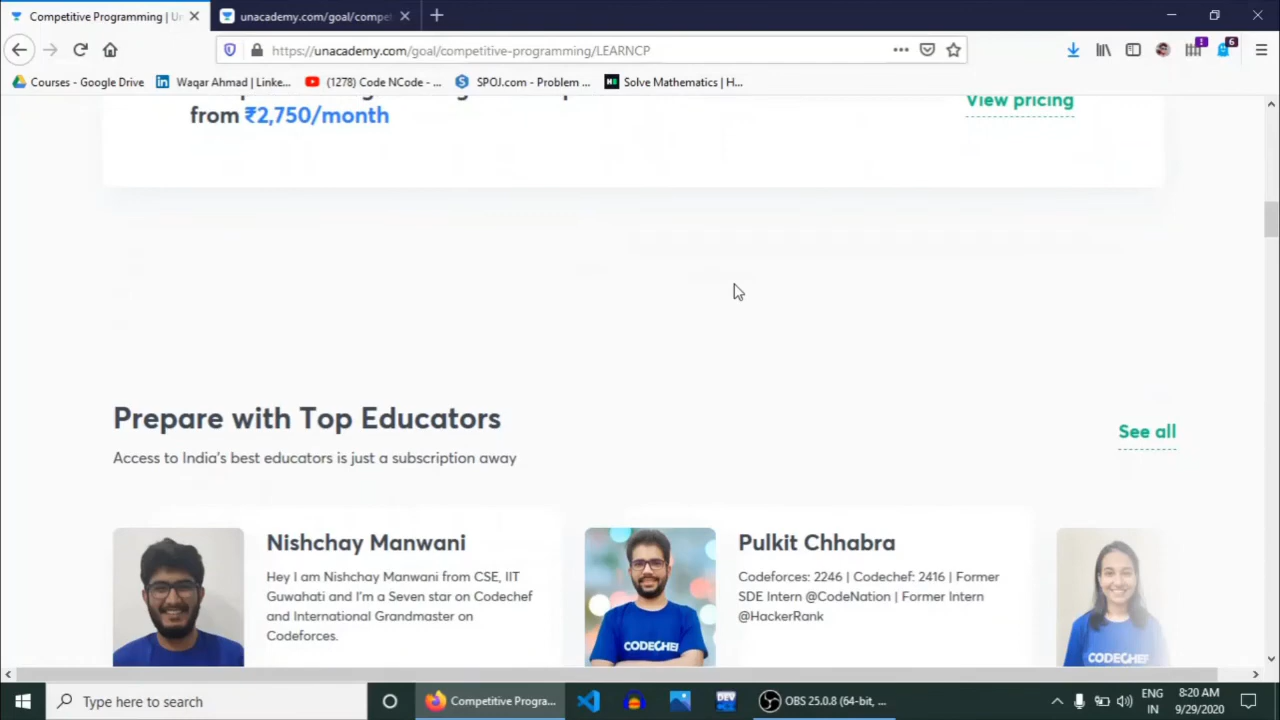 Competitive Programming | Un
unacademy.com/goal/compe
https://unacademy.com/goal/competitive-programming/LEARNCP
! 6
Courses - Google Drive
Waqar Ahmad | Linke...
(1278) Code NCode - ...
SPOJ.com - Problem ...
Solve Mathematics | H...
from ₹2,750/month
View pricing
Prepare with Top Educators
See all
Access to India's best educators is just a subscription away
Nishchay Manwani
Hey I am Nishchay Manwani from CSE, IIT
Guwahati and I'm a Seven star on Codechef
and International Grandmaster on
Codeforces.
Pulkit Chhabra
Codeforces: 2246 | Codechef: 2416 | Former
SDE Intern @CodeNation | Former Intern
@HackerRank
CODECHEF
CODECHEF
Type here to search
Competitive Progra...
DEV
OBS 25.0.8 (64-bit, ...
ENG
IN
8:20 AM
9/29/2020